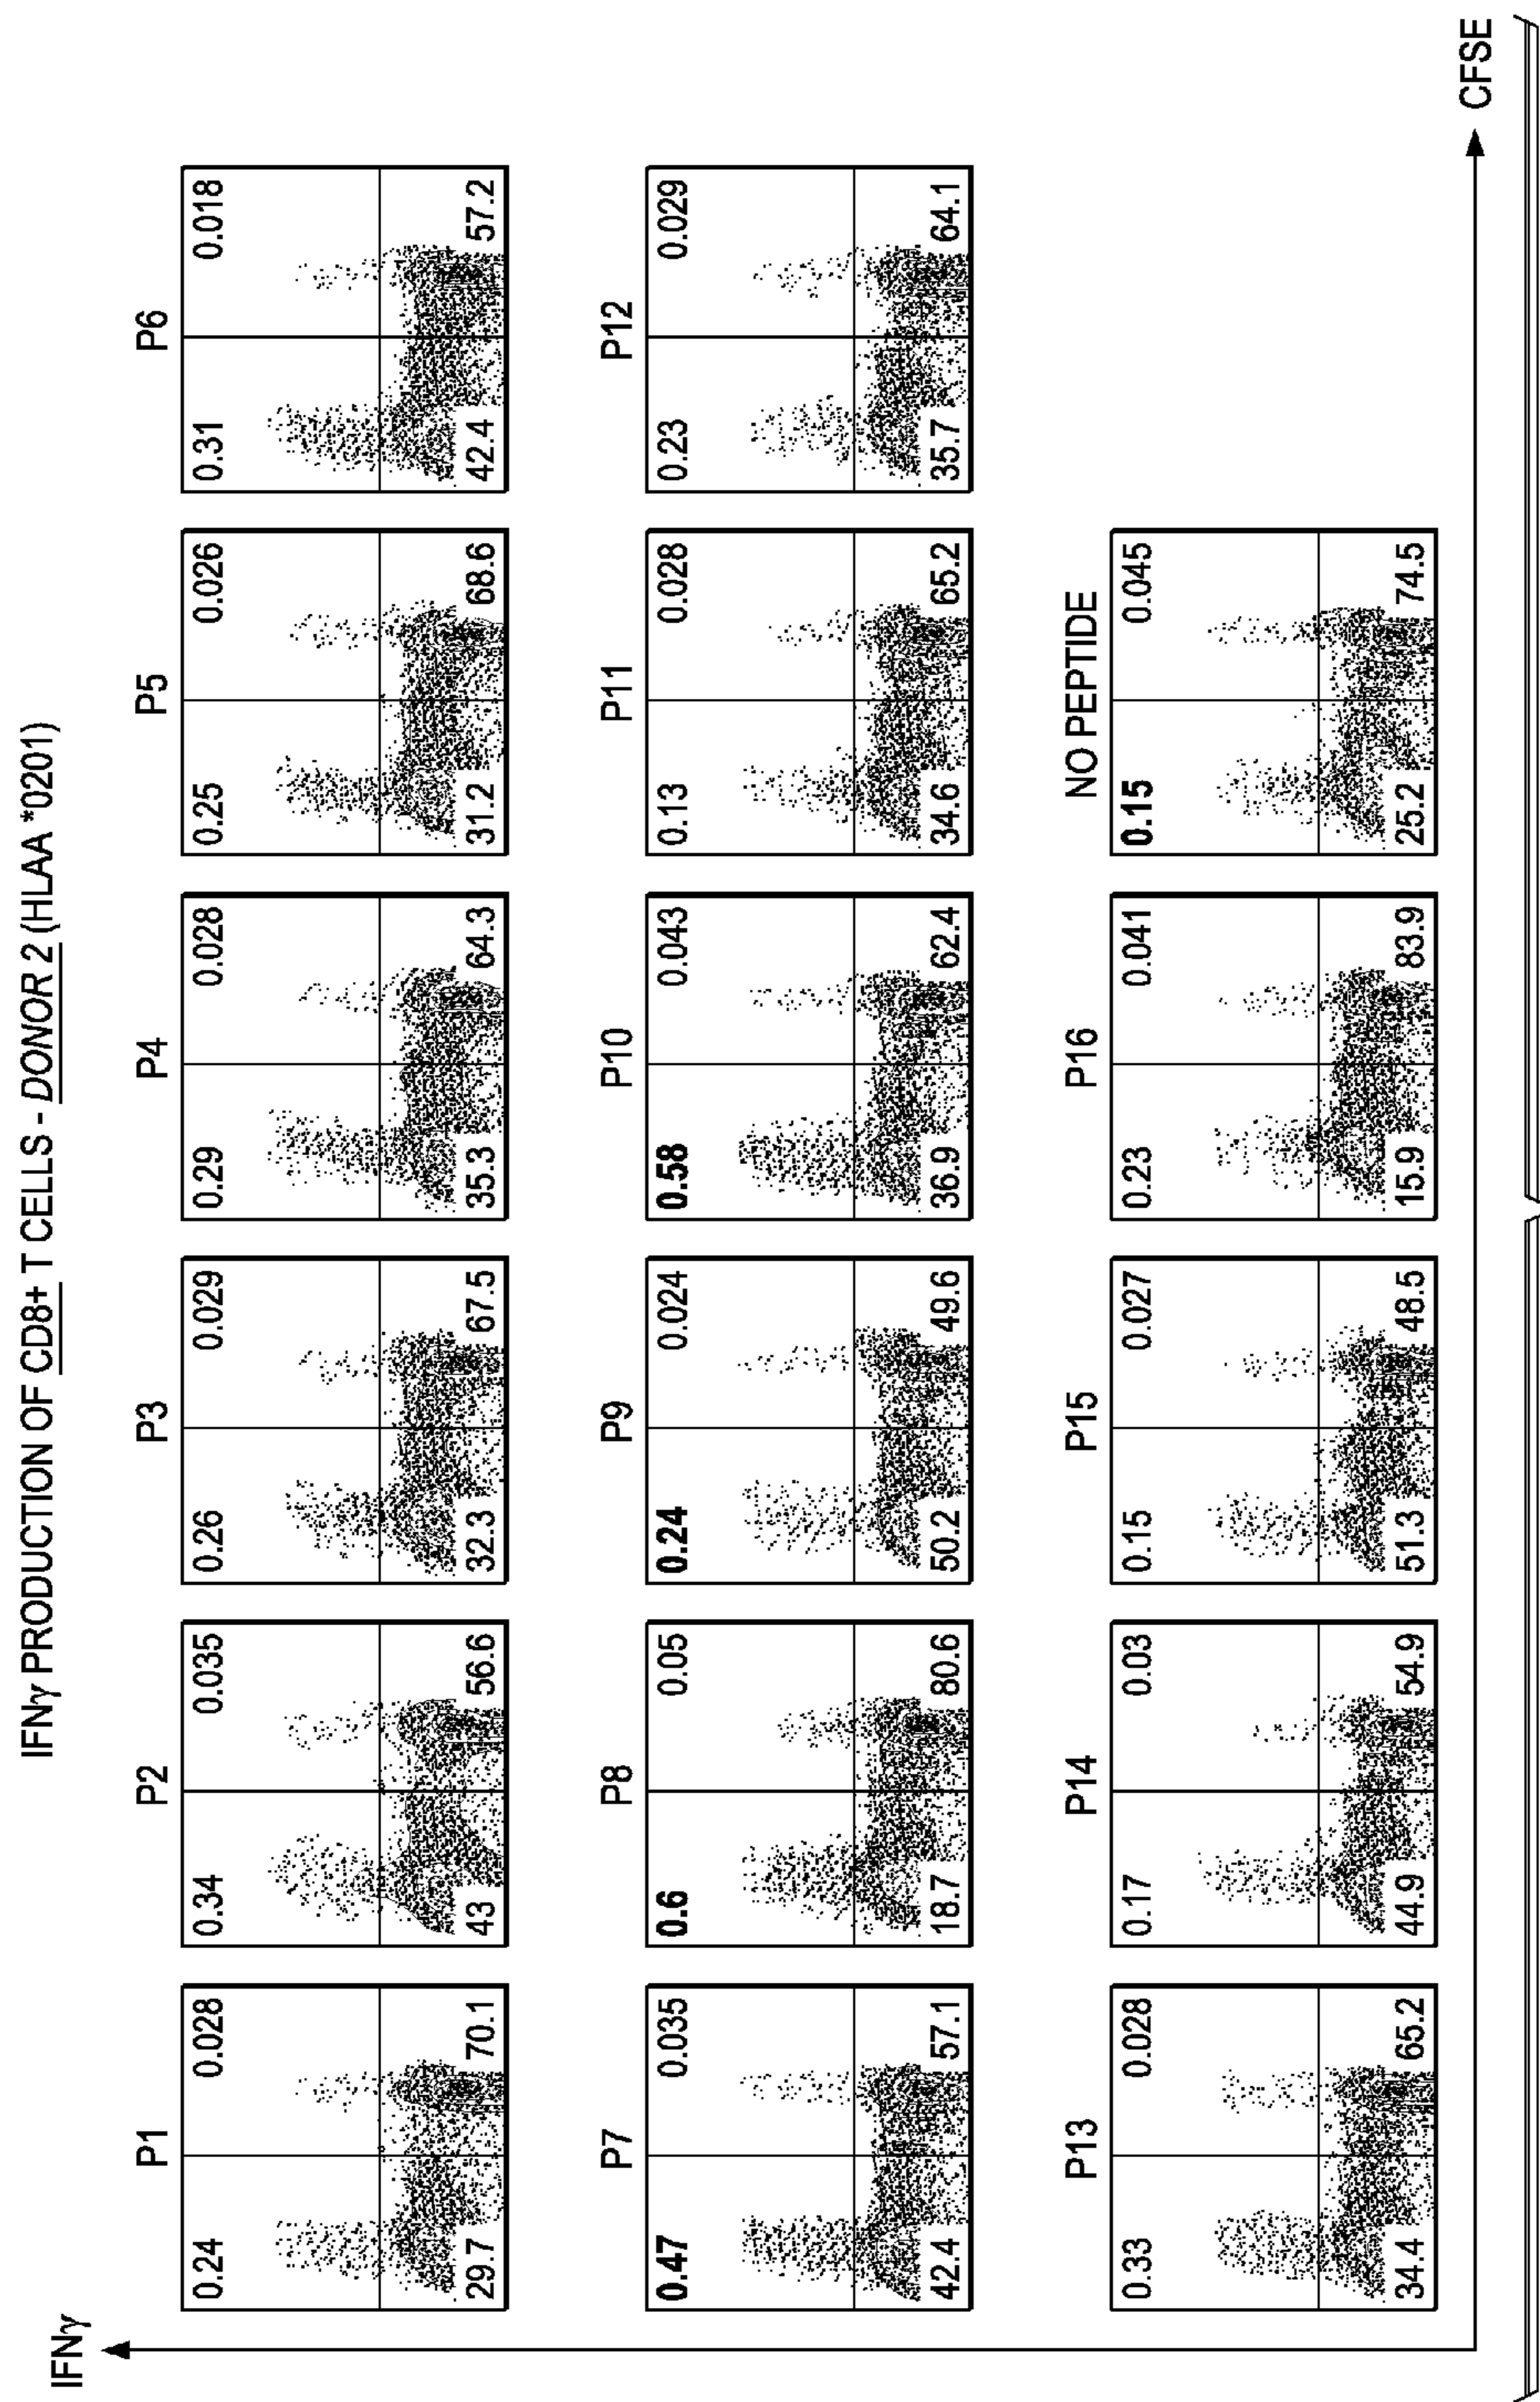 IFNγ PRODUCTION OF CD8+ T CELLS - DONOR 2 (HLAA *0201)
IFNγ
P1 P2 P3 P4 P5 P6
0.24 0.028 0.34 0.035 0.26 0.029 0.29 0.028 0.25 0.026 0.31 0.018
29.7 70.1 43 56.6 32.3 67.5 35.3 64.3 31.2 68.6 42.4 57.2
P7 P8 P9 P10 P11 P12
0.47 0.035 0.6 0.05 0.24 0.024 0.58 0.043 0.13 0.028 0.23 0.029
42.4 57.1 18.7 80.6 50.2 49.6 36.9 62.4 34.6 65.2 35.7 64.1
P13 P14 P15 P16 NO PEPTIDE
0.33 0.028 0.17 0.03 0.15 0.027 0.23 0.041 0.15 0.045
34.4 65.2 44.9 54.9 51.3 48.5 15.9 83.9 25.2 74.5
CFSE